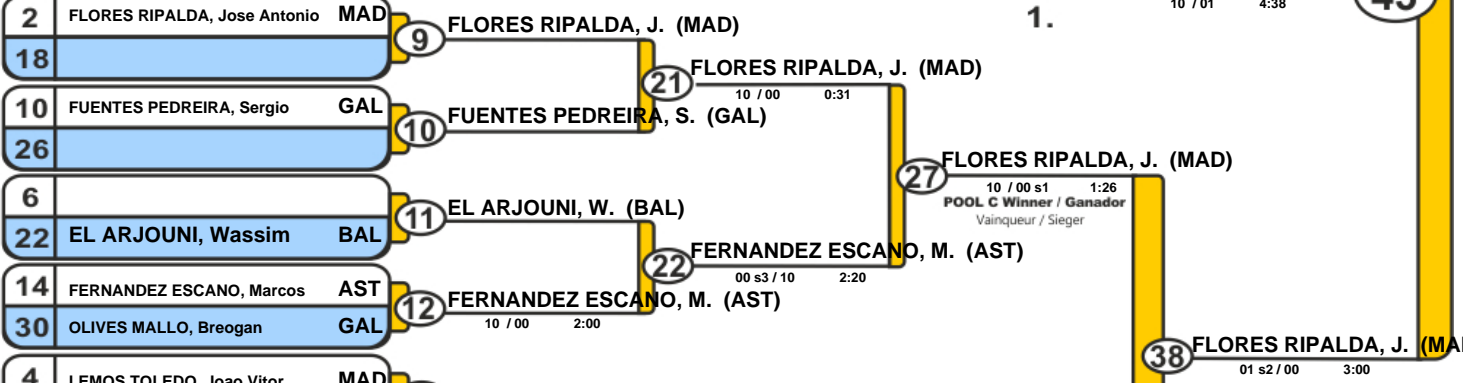 2 FLORES RIPALDA, Jose Antonio MAD
18
9 FLORES RIPALDA, J. (MAD)
10 FUENTES PEDREIRA, Sergio GAL
26
10 FUENTES PEDREIRA, S. (GAL)
21 FLORES RIPALDA, J. (MAD)
10 / 00 0:31
6
22 EL ARJOUNI, Wassim BAL
11 EL ARJOUNI, W. (BAL)
14 FERNANDEZ ESCANO, Marcos AST
30 OLIVES MALLO, Breogan GAL
12 FERNANDEZ ESCANO, M. (AST)
10 / 00 2:00
22 FERNANDEZ ESCANO, M. (AST)
00 s3 / 10 2:20
27 FLORES RIPALDA, J. (MAD)
10 / 00 s1 1:26
POOL C Winner / Ganador
Vainqueur / Sieger
1.
10 / 01 4:38
38 FLORES RIPALDA, J. (MA
01 s2 / 00 3:00
4 LEMOS TOLEDO, Joao Vitor MAD